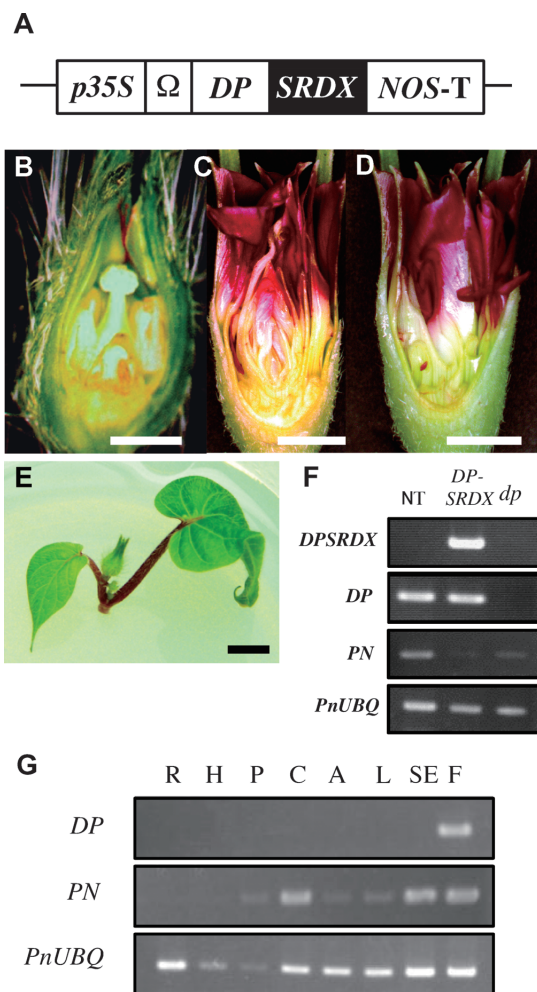 A
p35S Ω DP SRDX NOS-T
B C D
E
F
NT DP-SRDX dp
DPSRDX
DP
PN
PnUBQ
G
R H P C A L SE F
DP
PN
PnUBQ